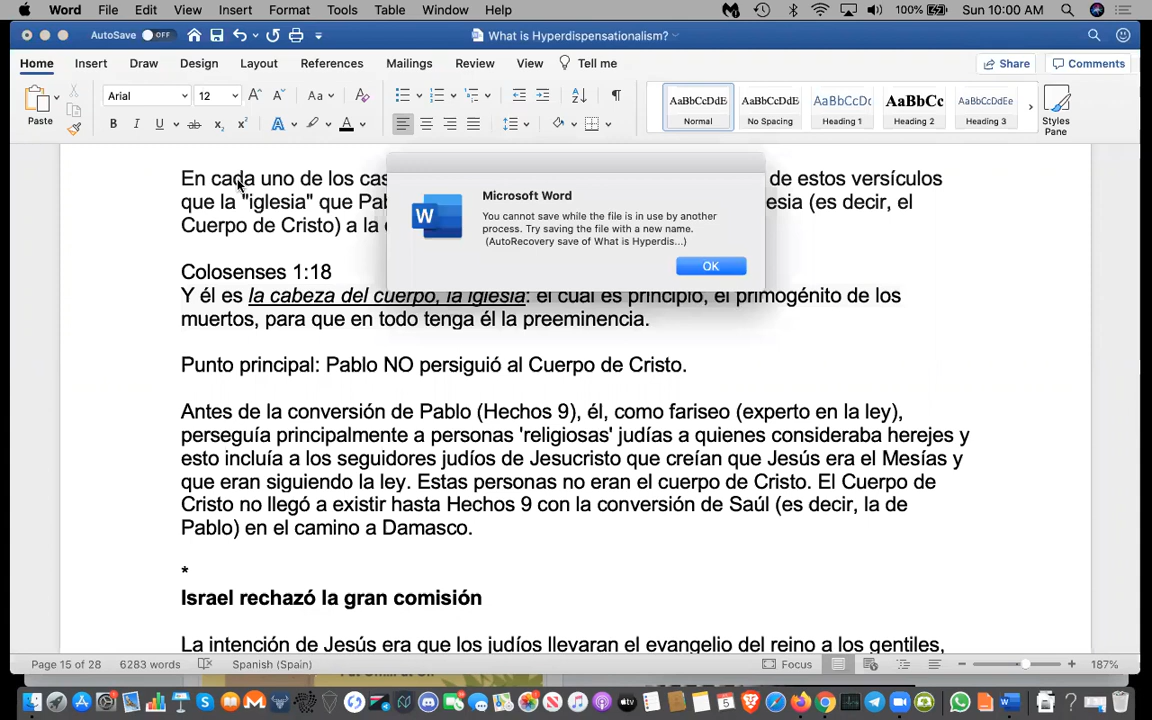 Word File Edit View Insert Format Tools Table Window Help 100% Sun 10:00 AM
AutoSave OFF What is Hyperdispensationalism?
Home Insert Draw Design Layout References Mailings Review View Tell me Share Comments
Paste Arial 12 Aa AaBbCcDdE AaBbCcDdE AaBbCcDc AaBbCc AaBbCcDdEe
B I U ab x2 x2 A A Normal No Spacing Heading 1 Heading 2 Heading 3 Styles Pane
En cada uno de los cas de estos versículos
que la "iglesia" que Pab esia (es decir, el
Cuerpo de Cristo) a la
Microsoft Word
You cannot save while the file is in use by another
process. Try saving the file with a new name.
(AutoRecovery save of What is Hyperdis...)
OK
Colosenses 1:18
Y él es la cabeza del cuerpo, la iglesia: el cual es principio, el primogénito de los
muertos, para que en todo tenga él la preeminencia.
Punto principal: Pablo NO persiguió al Cuerpo de Cristo.
Antes de la conversión de Pablo (Hechos 9), él, como fariseo (experto en la ley),
perseguía principalmente a personas 'religiosas' judías a quienes consideraba herejes y
esto incluía a los seguidores judíos de Jesucristo que creían que Jesús era el Mesías y
que eran siguiendo la ley. Estas personas no eran el cuerpo de Cristo. El Cuerpo de
Cristo no llegó a existir hasta Hechos 9 con la conversión de Saúl (es decir, la de
Pablo) en el camino a Damasco.
*
Israel rechazó la gran comisión
La intención de Jesús era que los judíos llevaran el evangelio del reino a los gentiles,
Page 15 of 28 6283 words Spanish (Spain) Focus 187%